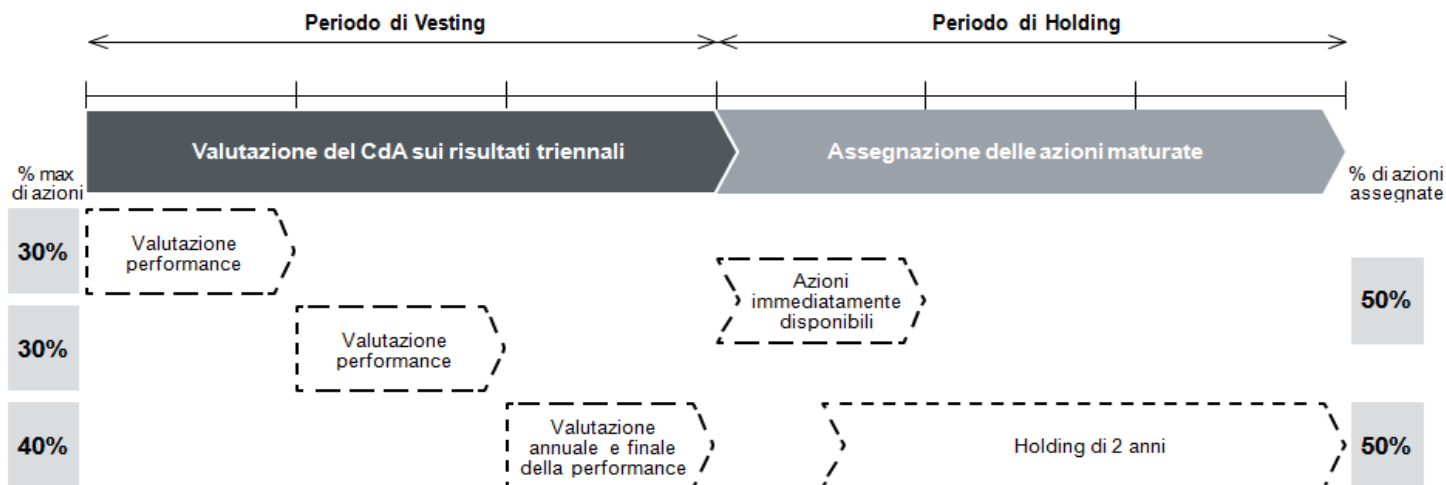 Periodo di Vesting
Periodo di Holding
Valutazione del CdA sui risultati triennali
Assegnazione delle azioni maturate
% max
di azioni
% di azioni
assegnate
30%
Valutazione
performance
Azioni
immediatamente
disponibili
50%
30%
Valutazione
performance
40%
Valutazione
annuale e finale
della performance
Holding di 2 anni
50%